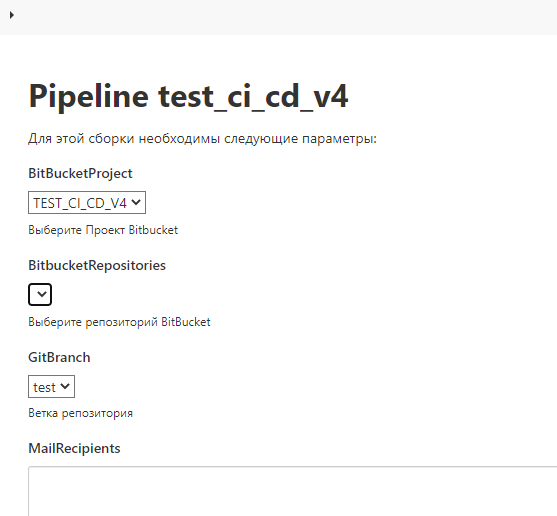 Pipeline test_ci_cd_v4
Для этой сборки необходимы следующие параметры:
BitBucketProject
TEST_CI_CD_V4
Выберите Проект Bitbucket
BitbucketRepositories
Выберите репозиторий BitBucket
GitBranch
test
Ветка репозитория
MailRecipients